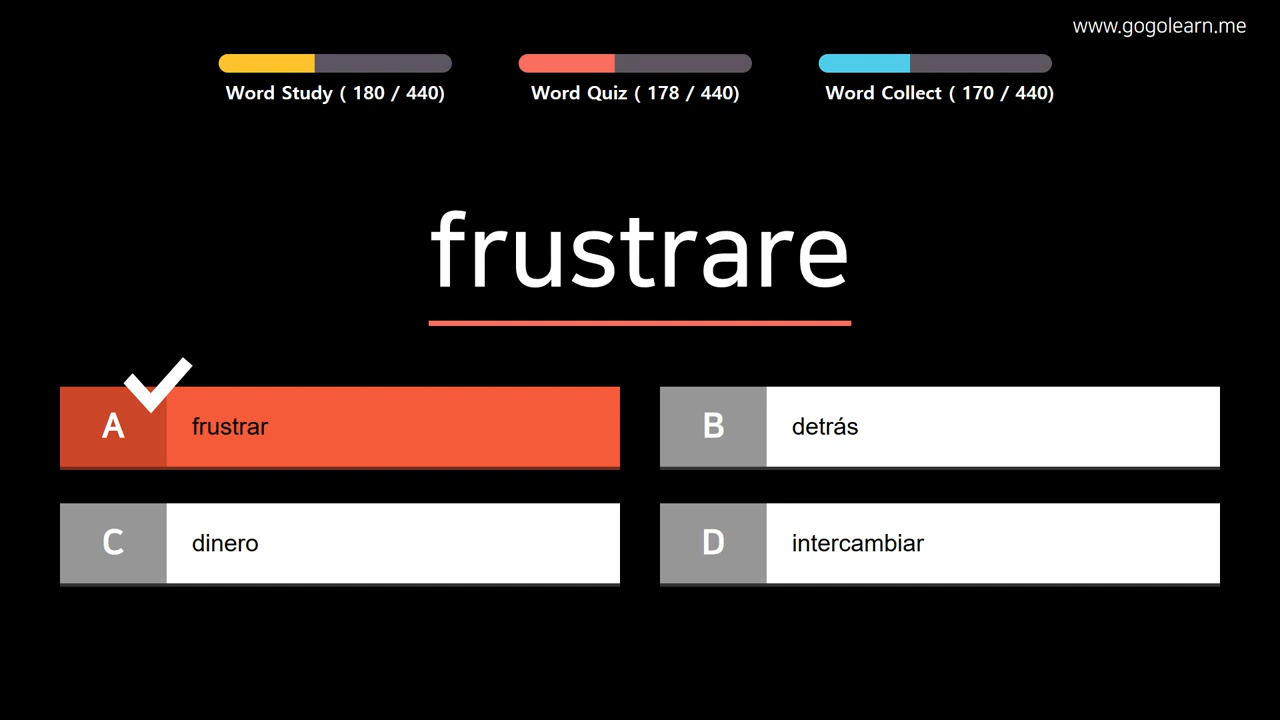 www.gogolearn.me
Word Study ( 180 / 440)
Word Quiz ( 178 / 440)
Word Collect ( 170 / 440)
frustrare
A frustrar
B detrás
C dinero
D intercambiar